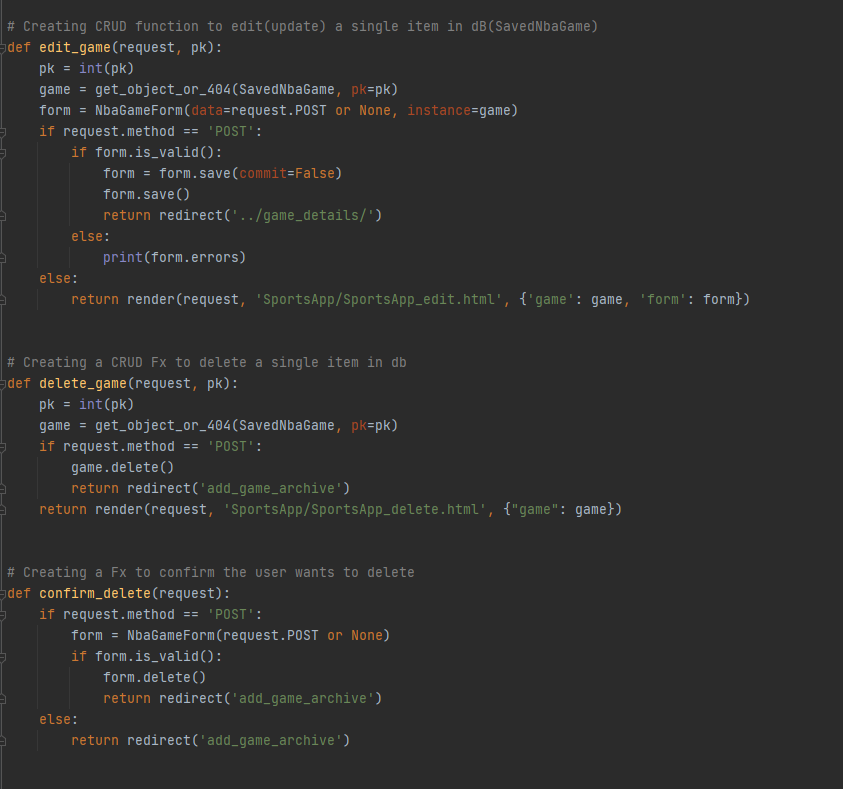 # Creating CRUD function to edit(update) a single item in dB(SavedNbaGame)
def edit_game(request, pk):
    pk = int(pk)
    game = get_object_or_404(SavedNbaGame, pk=pk)
    form = NbaGameForm(data=request.POST or None, instance=game)
    if request.method == 'POST':
        if form.is_valid():
            form = form.save(commit=False)
            form.save()
            return redirect('../game_details/')
        else:
            print(form.errors)
    else:
        return render(request, 'SportsApp/SportsApp_edit.html', {'game': game, 'form': form})
# Creating a CRUD Fx to delete a single item in db
def delete_game(request, pk):
    pk = int(pk)
    game = get_object_or_404(SavedNbaGame, pk=pk)
    if request.method == 'POST':
        game.delete()
        return redirect('add_game_archive')
    return render(request, 'SportsApp/SportsApp_delete.html', {"game": game})
# Creating a Fx to confirm the user wants to delete
def confirm_delete(request):
    if request.method == 'POST':
        form = NbaGameForm(request.POST or None)
        if form.is_valid():
            form.delete()
            return redirect('add_game_archive')
    else:
        return redirect('add_game_archive')